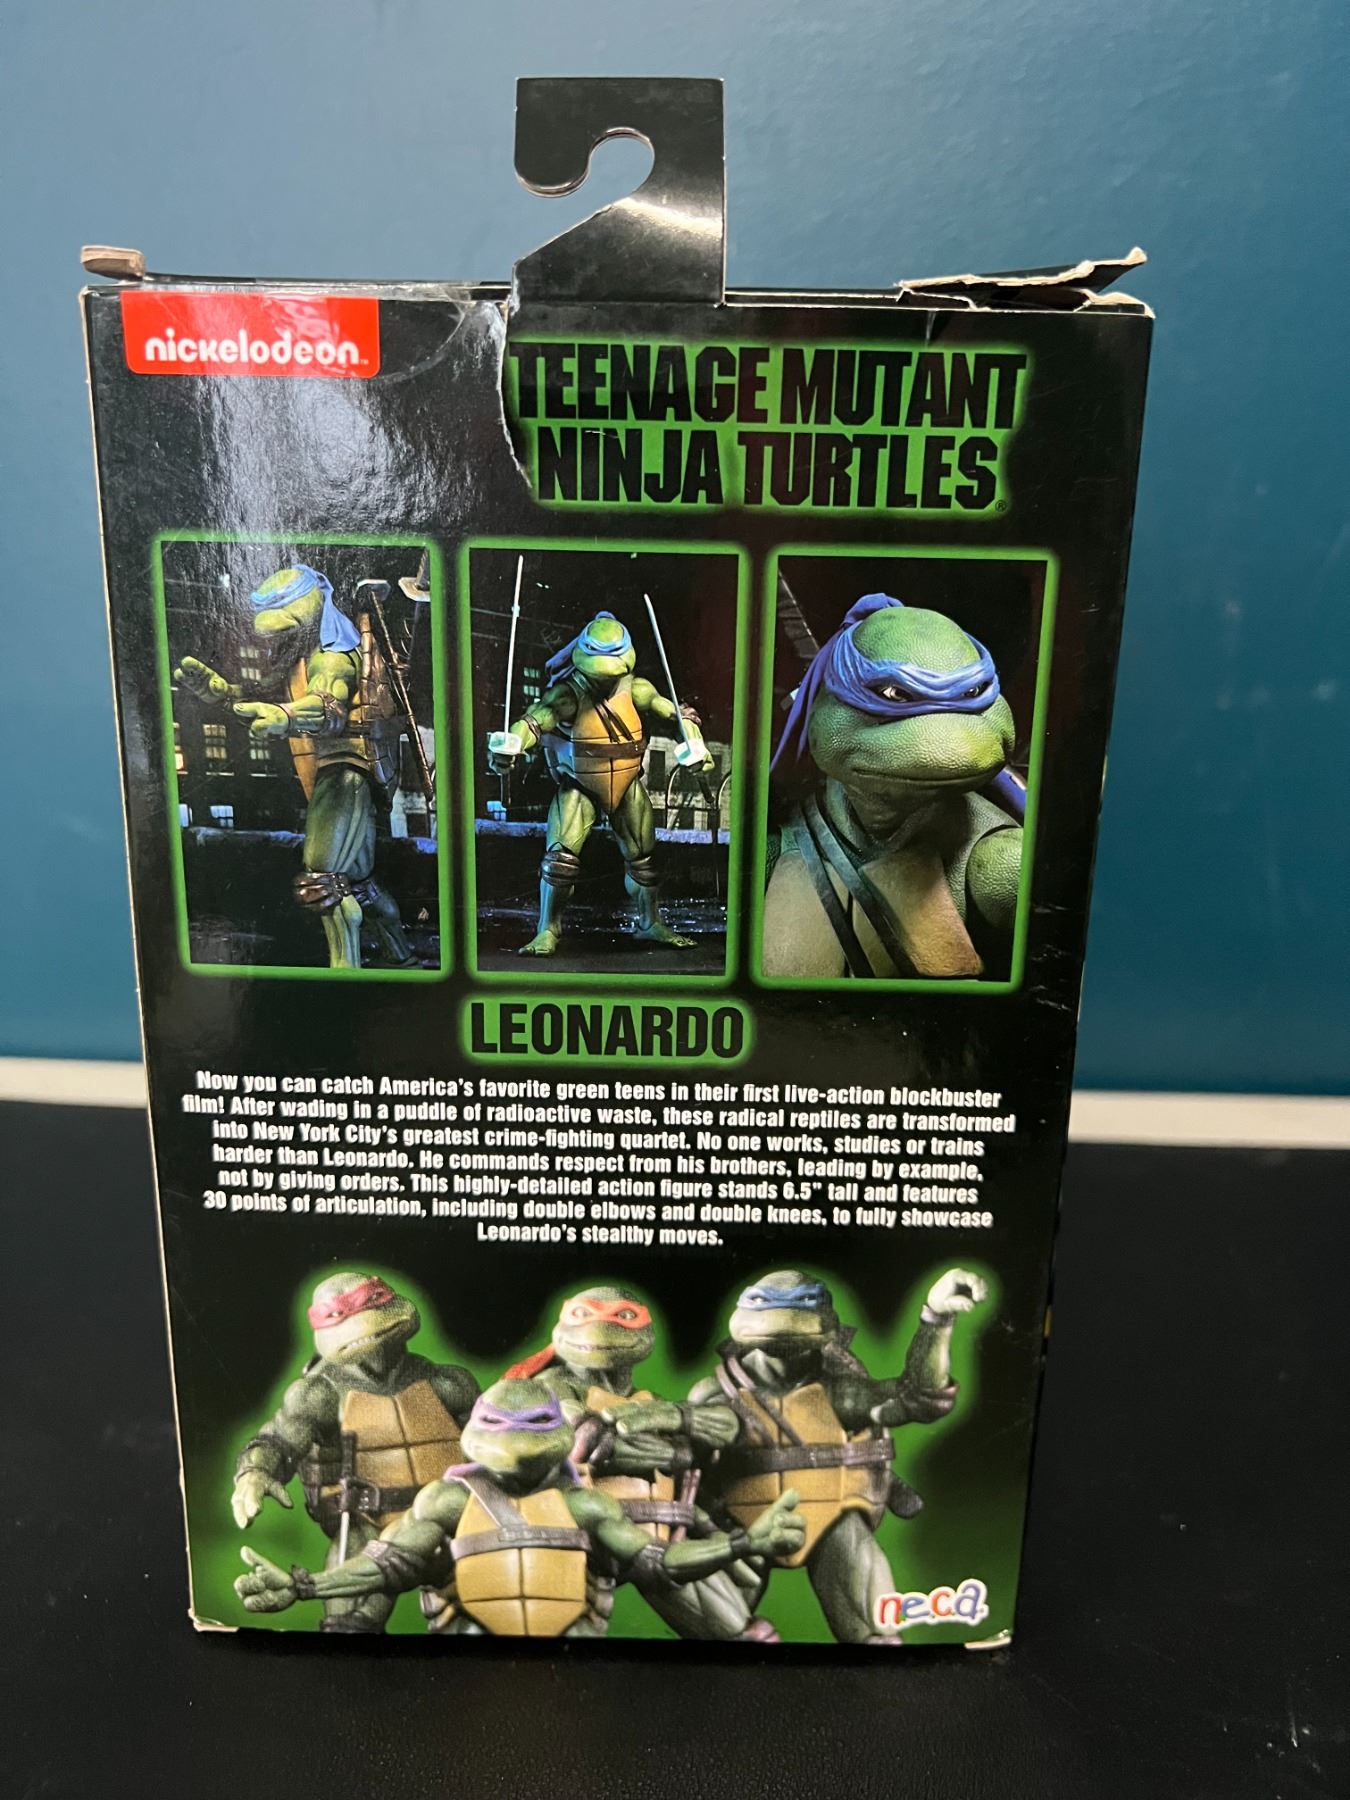 nickelodeon™
TEENAGE MUTANT
NINJA TURTLES®
LEONARDO
Now you can catch America's favorite green teens in their first live-action blockbuster
film! After wading in a puddle of radioactive waste, these radical reptiles are transformed
into New York City's greatest crime-fighting quartet. No one works, studies or trains
harder than Leonardo. He commands respect from his brothers, leading by example,
not by giving orders. This highly-detailed action figure stands 6.5" tall and features
30 points of articulation, including double elbows and double knees, to fully showcase
Leonardo's stealthy moves.
neca